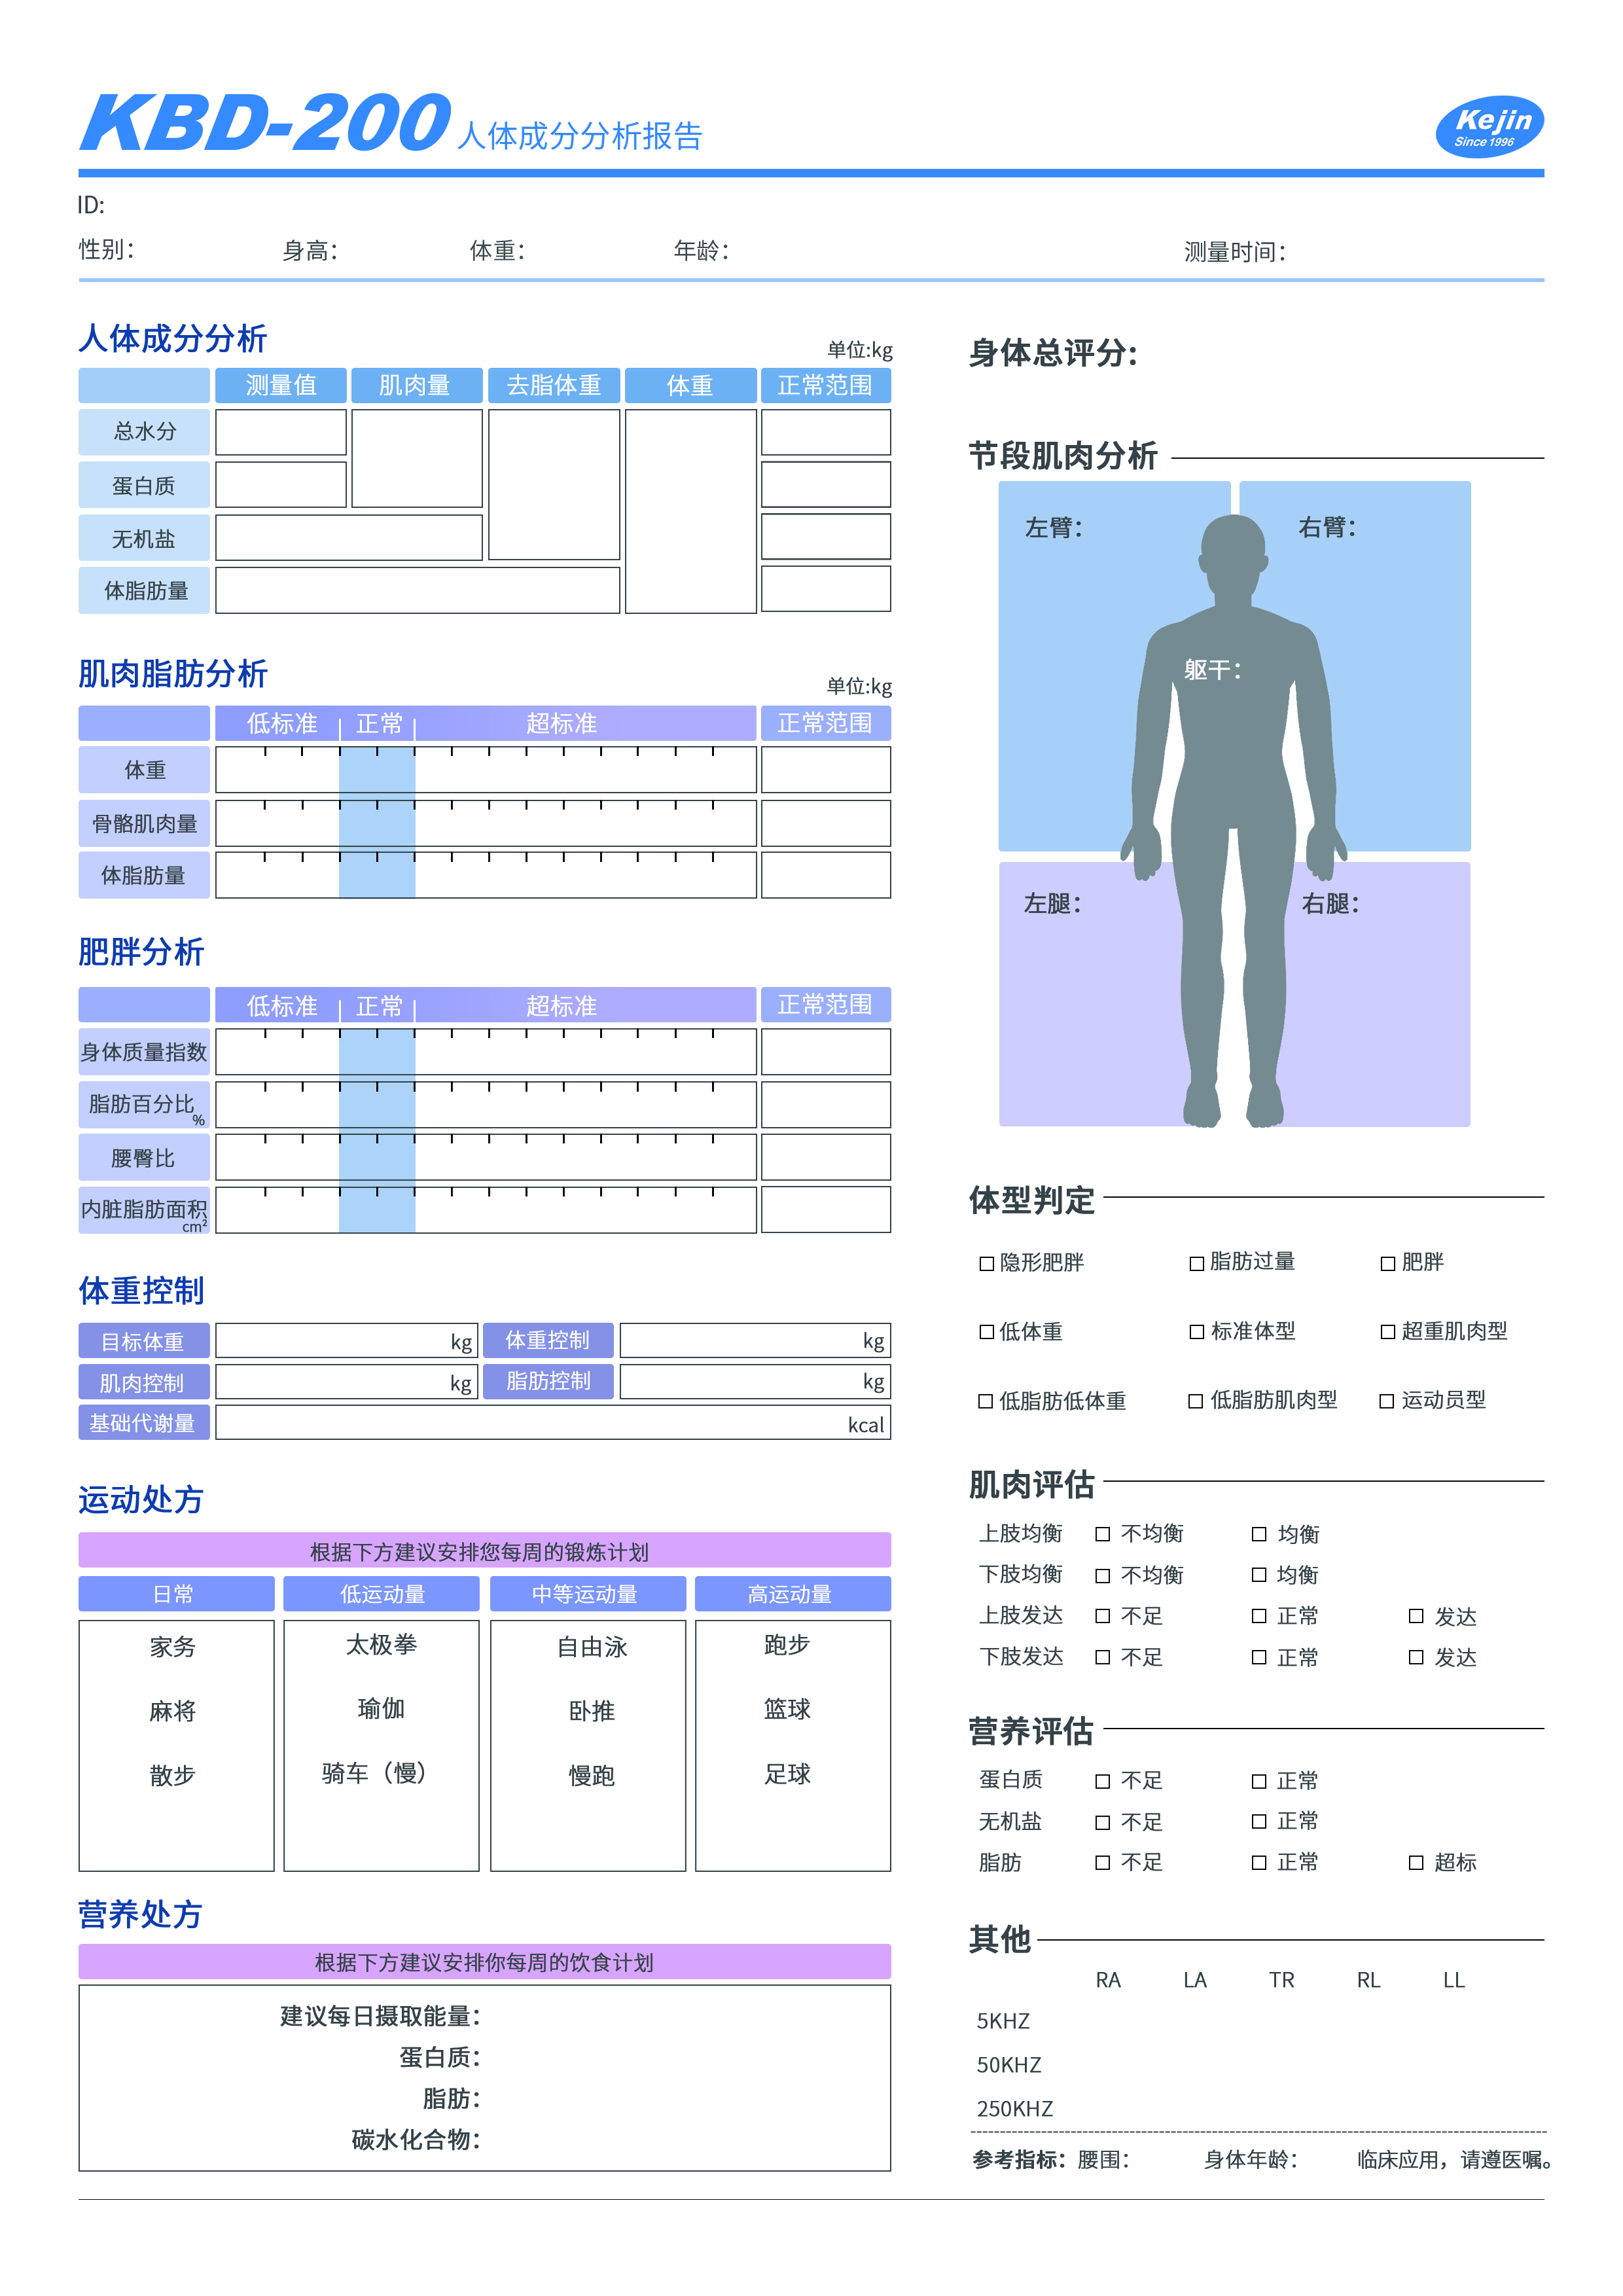 KBD-200 人体成分分析报告
Kejin
Since 1996
ID:
性别： 身高： 体重： 年龄： 测量时间：
人体成分分析
单位:kg
测量值 肌肉量 去脂体重 体重 正常范围
总水分
蛋白质
无机盐
体脂肪量
肌肉脂肪分析
单位:kg
低标准 正常 超标准 正常范围
体重
骨骼肌肉量
体脂肪量
肥胖分析
低标准 正常 超标准 正常范围
身体质量指数
脂肪百分比
%
腰臀比
内脏脂肪面积
cm²
体重控制
目标体重 kg 体重控制 kg
肌肉控制 kg 脂肪控制 kg
基础代谢量 kcal
运动处方
根据下方建议安排您每周的锻炼计划
日常 低运动量 中等运动量 高运动量
家务 太极拳 自由泳 跑步
麻将 瑜伽 卧推 篮球
散步 骑车（慢） 慢跑 足球
营养处方
根据下方建议安排你每周的饮食计划
建议每日摄取能量：
蛋白质：
脂肪：
碳水化合物：
身体总评分:
节段肌肉分析
左臂： 右臂：
躯干：
左腿： 右腿：
体型判定
隐形肥胖 脂肪过量 肥胖
低体重 标准体型 超重肌肉型
低脂肪低体重 低脂肪肌肉型 运动员型
肌肉评估
上肢均衡 不均衡 均衡
下肢均衡 不均衡 均衡
上肢发达 不足 正常 发达
下肢发达 不足 正常 发达
营养评估
蛋白质 不足 正常
无机盐 不足 正常
脂肪 不足 正常 超标
其他
RA LA TR RL LL
5KHZ
50KHZ
250KHZ
参考指标：腰围： 身体年龄： 临床应用，请遵医嘱。